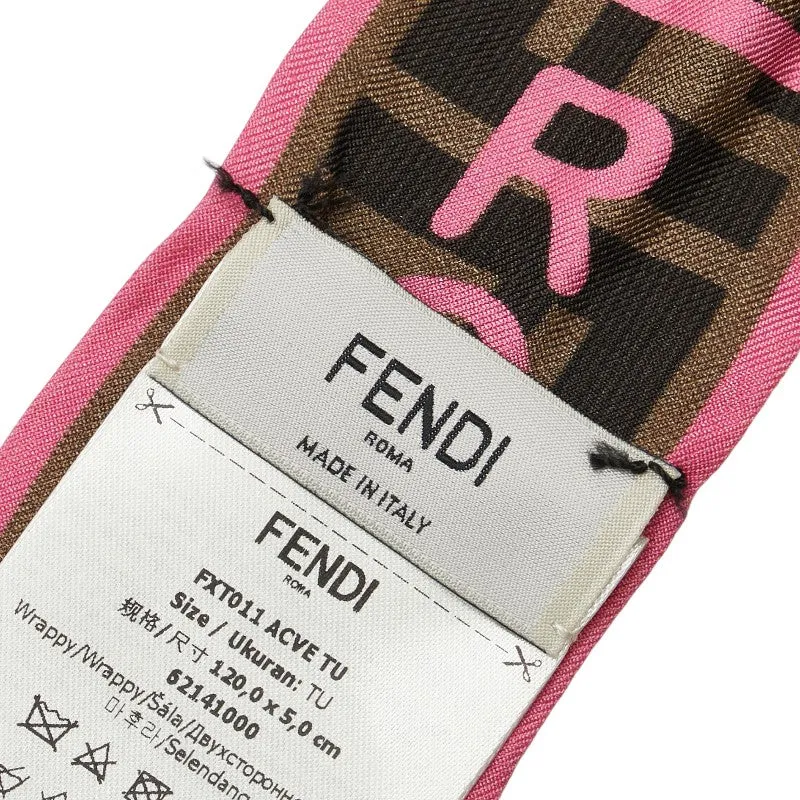 R
FENDI
ROMA
MADE IN ITALY
FENDI
ROMA
FXT011 ACVE TU
Size / Ukuran: TU
规格/尺寸 120,0 x 5,0 cm
62141000
Wrappy/Wrappy/Šála/Двухсторонн
마후라/Selendang